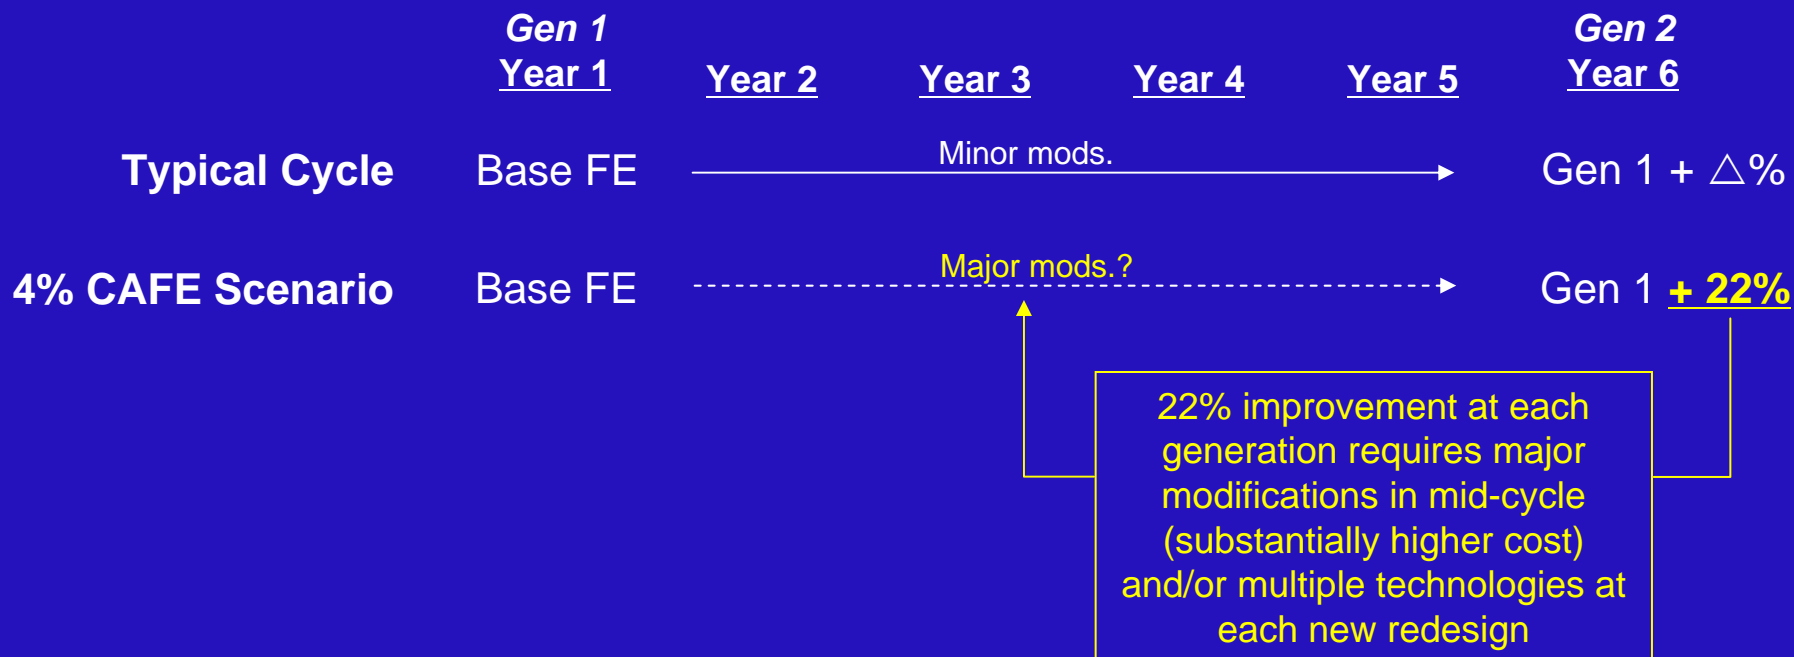 Gen 1
Year 1
Year 2
Year 3
Year 4
Year 5
Gen 2
Year 6
Typical Cycle
Base FE
Minor mods.
Gen 1 + △%
4% CAFE Scenario
Base FE
Major mods.?
Gen 1 + 22%
22% improvement at each
generation requires major
modifications in mid-cycle
(substantially higher cost)
and/or multiple technologies at
each new redesign